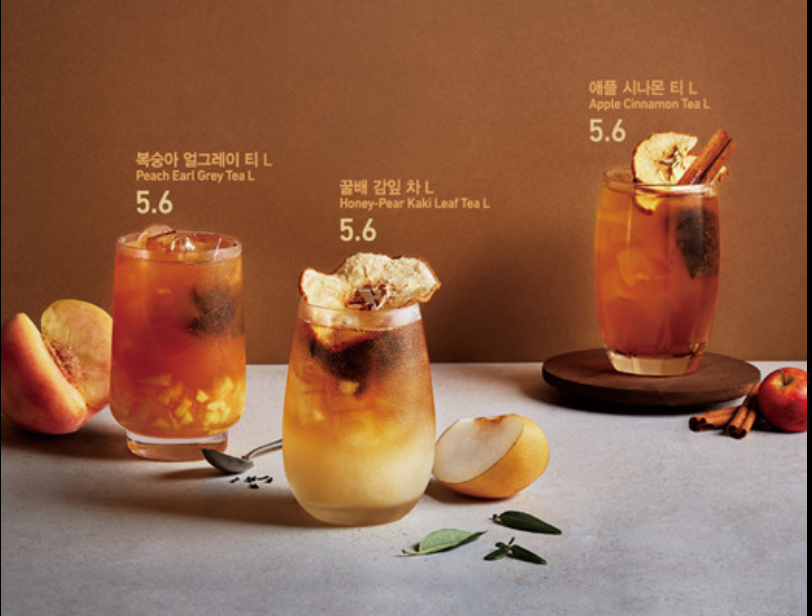 복숭아 얼그레이 티 L
Peach Earl Grey Tea L
5.6
꿀배 감잎 차 L
Honey-Pear Kaki Leaf Tea L
5.6
애플 시나몬 티 L
Apple Cinnamon Tea L
5.6